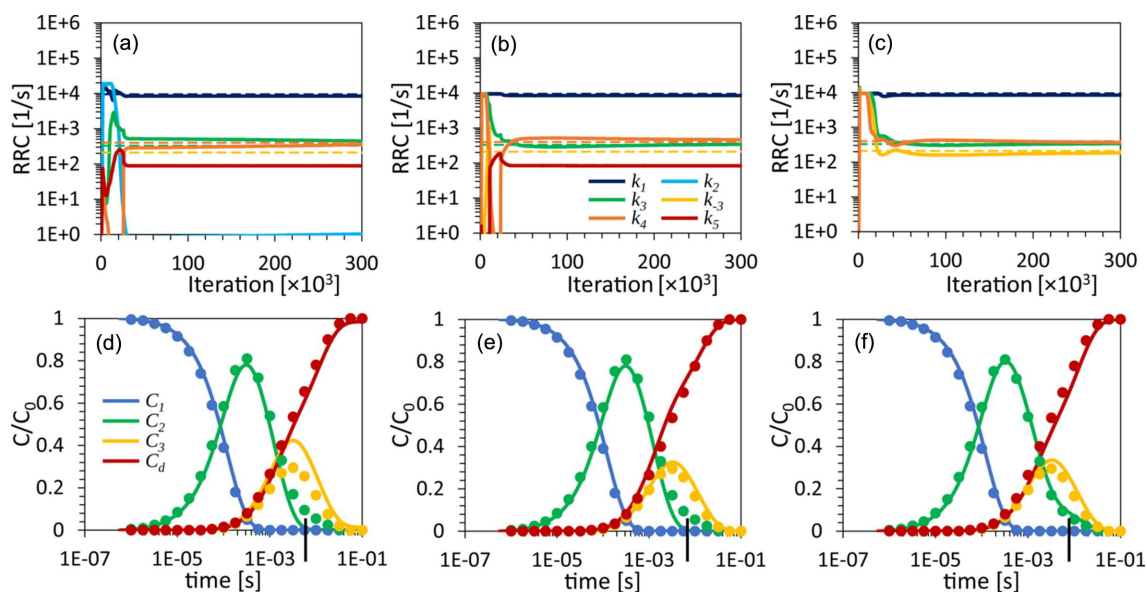 (a)
RRC [1/s]
1E+6
1E+5
1E+4
1E+3
1E+2
1E+1
1E+0
0 100 200 300
Iteration [×10³]
(b)
RRC [1/s]
1E+6
1E+5
1E+4
1E+3
1E+2
1E+1
1E+0
k₁ k₂
k₃ k₋₃
k₄ k₅
0 100 200 300
Iteration [×10³]
(c)
RRC [1/s]
1E+6
1E+5
1E+4
1E+3
1E+2
1E+1
1E+0
0 100 200 300
Iteration [×10³]
(d)
C/C₀
1
0.8
0.6
0.4
0.2
0
C₁
C₂
C₃
C_d
1E-07 1E-05 1E-03 1E-01
time [s]
(e)
C/C₀
1
0.8
0.6
0.4
0.2
0
1E-07 1E-05 1E-03 1E-01
time [s]
(f)
C/C₀
1
0.8
0.6
0.4
0.2
0
1E-07 1E-05 1E-03 1E-01
time [s]